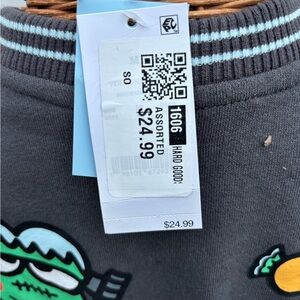 1606
HARD GOODS
ASSORTED
$24.99
SO
$24.99